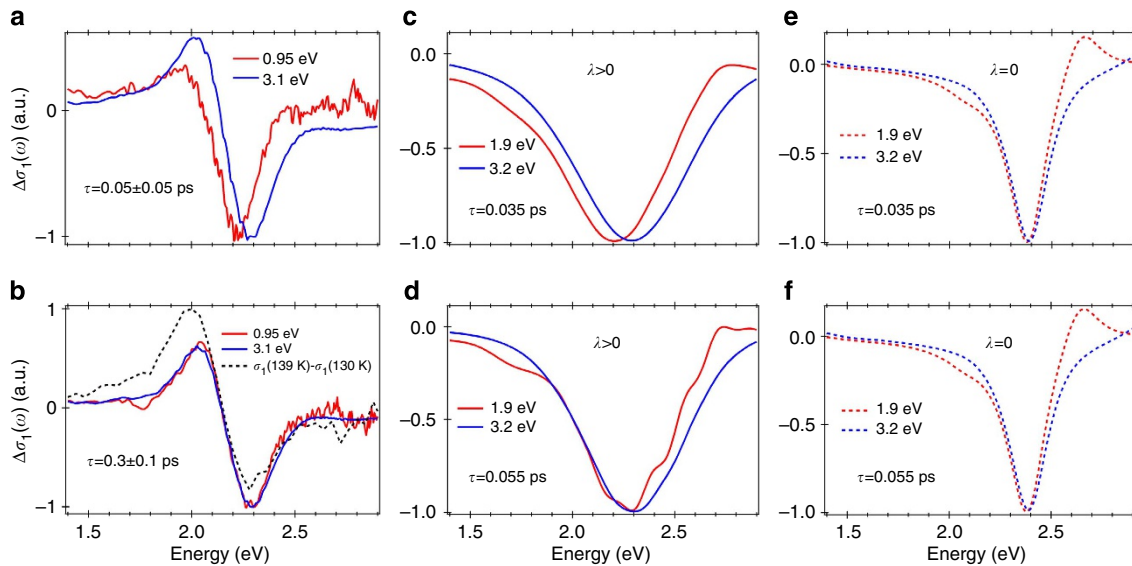 a
Δσ₁(ω) (a.u.)
0
−1
0.95 eV
3.1 eV
τ=0.05±0.05 ps
c
0.0
−0.5
−1.0
λ>0
1.9 eV
3.2 eV
τ=0.035 ps
e
0.0
−0.5
−1.0
λ=0
1.9 eV
3.2 eV
τ=0.035 ps
b
Δσ₁(ω) (a.u.)
1
0
−1
0.95 eV
3.1 eV
σ₁(139 K)-σ₁(130 K)
τ=0.3±0.1 ps
1.5 2.0 2.5
Energy (eV)
d
0.0
−0.5
−1.0
λ>0
1.9 eV
3.2 eV
τ=0.055 ps
1.5 2.0 2.5
Energy (eV)
f
0.0
−0.5
−1.0
λ=0
1.9 eV
3.2 eV
τ=0.055 ps
1.5 2.0 2.5
Energy (eV)